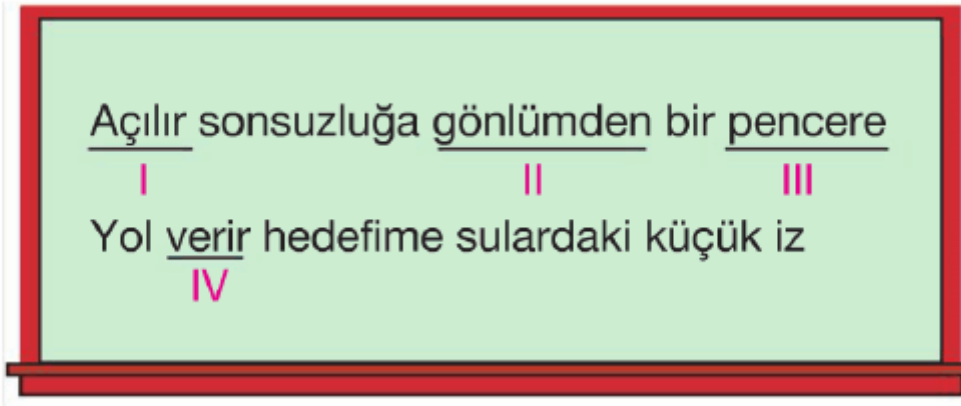 Açılır sonsuzluğa gönlümden bir pencere
I II III
Yol verir hedefime sulardaki küçük iz
IV